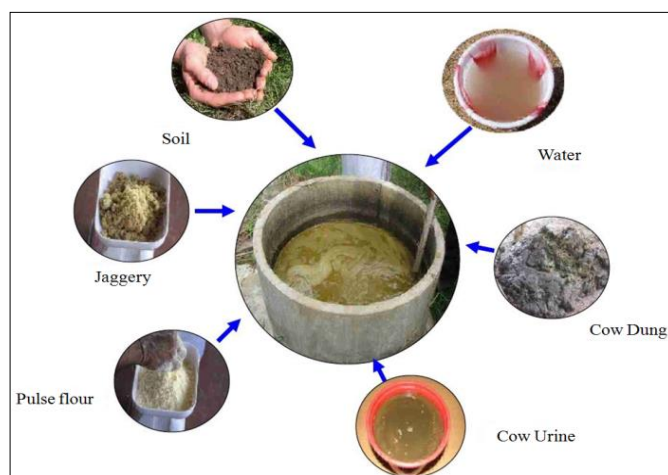 Soil
Water
Jaggery
Cow Dung
Pulse flour
Cow Urine